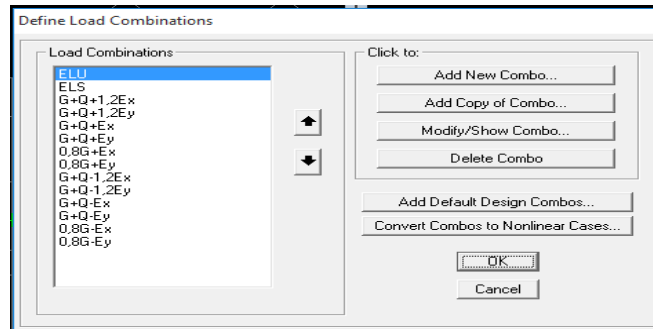 Define Load Combinations
Load Combinations
ELU
ELS
G+Q+1,2Ex
G+Q+1,2Ey
G+Q+Ex
G+Q+Ey
0,8G+Ex
0,8G+Ey
G+Q-1,2Ex
G+Q-1,2Ey
G+Q-Ex
G+Q-Ey
0,8G-Ex
0,8G-Ey
Click to:
Add New Combo...
Add Copy of Combo...
Modify/Show Combo...
Delete Combo
Add Default Design Combos...
Convert Combos to Nonlinear Cases...
OK
Cancel